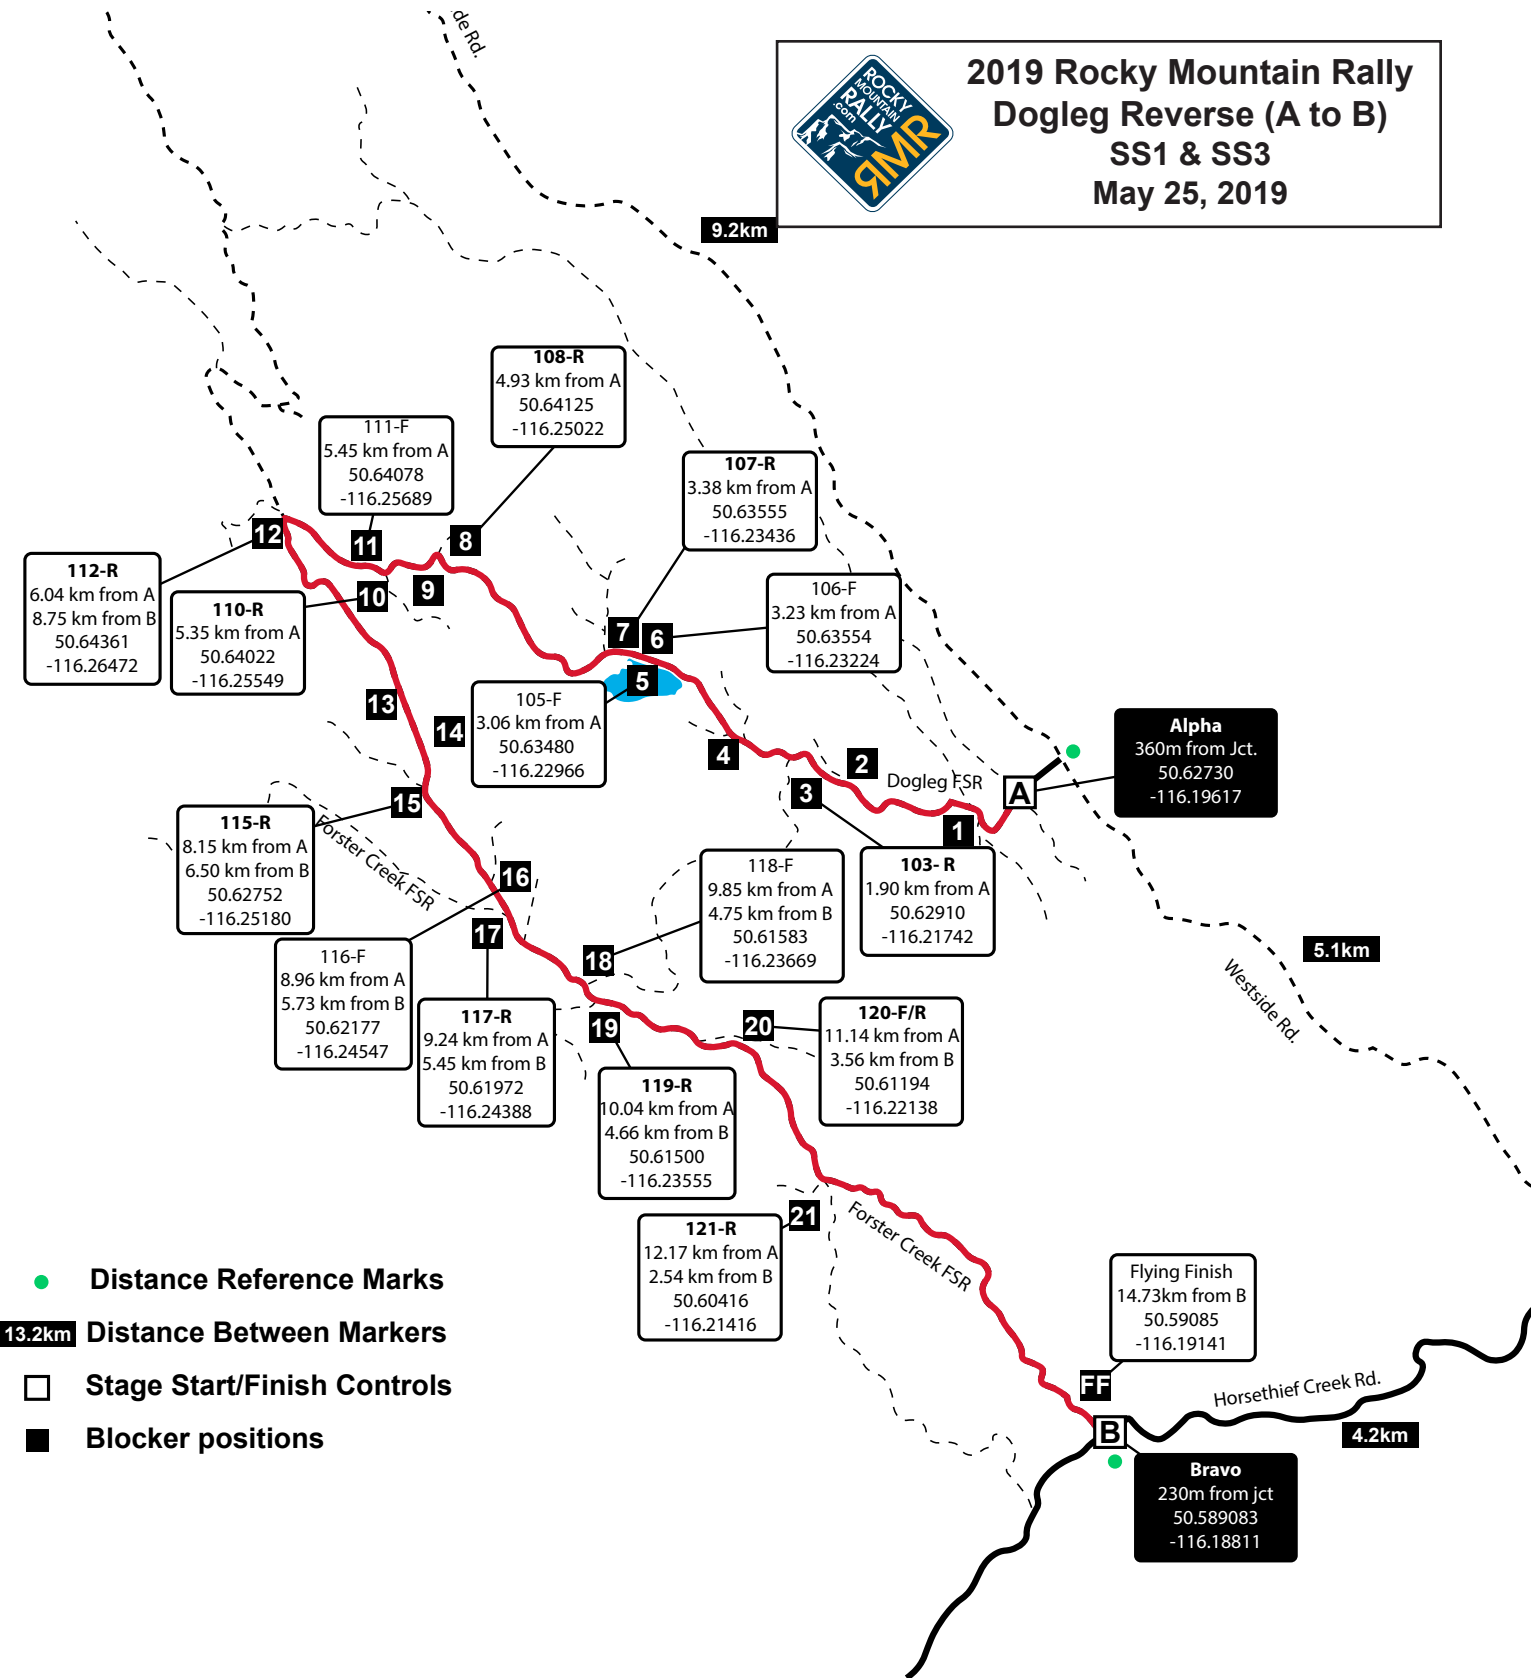 de Rd.
ROCKY
MOUNTAIN
RALLY
.com
RMR
2019 Rocky Mountain Rally
Dogleg Reverse (A to B)
SS1 & SS3
May 25, 2019
9.2km
108-R
4.93 km from A
50.64125
-116.25022
111-F
5.45 km from A
50.64078
-116.25689
107-R
3.38 km from A
50.63555
-116.23436
12
11
8
112-R
6.04 km from A
8.75 km from B
50.64361
-116.26472
110-R
5.35 km from A
50.64022
-116.25549
10
9
106-F
3.23 km from A
50.63554
-116.23224
7
6
5
105-F
3.06 km from A
50.63480
-116.22966
13
14
4
2
3
Dogleg FSR
A
1
Alpha
360m from Jct.
50.62730
-116.19617
15
115-R
8.15 km from A
6.50 km from B
50.62752
-116.25180
Forster Creek FSR
103- R
1.90 km from A
50.62910
-116.21742
118-F
9.85 km from A
4.75 km from B
50.61583
-116.23669
16
17
18
116-F
8.96 km from A
5.73 km from B
50.62177
-116.24547
5.1km
Westside Rd.
117-R
9.24 km from A
5.45 km from B
50.61972
-116.24388
19
20
120-F/R
11.14 km from A
3.56 km from B
50.61194
-116.22138
119-R
10.04 km from A
4.66 km from B
50.61500
-116.23555
21
121-R
12.17 km from A
2.54 km from B
50.60416
-116.21416
Forster Creek FSR
Flying Finish
14.73km from B
50.59085
-116.19141
FF
Horsethief Creek Rd.
B
4.2km
Bravo
230m from jct
50.589083
-116.18811
Distance Reference Marks
13.2km Distance Between Markers
Stage Start/Finish Controls
Blocker positions